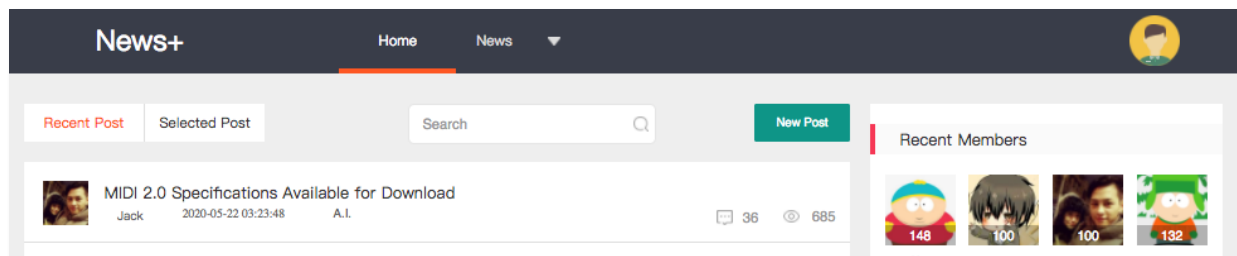 News+ Home News
Recent Post Selected Post Search New Post
Recent Members
MIDI 2.0 Specifications Available for Download
Jack 2020-05-22 03:23:48 A.I. 36 685
148 100 100 132